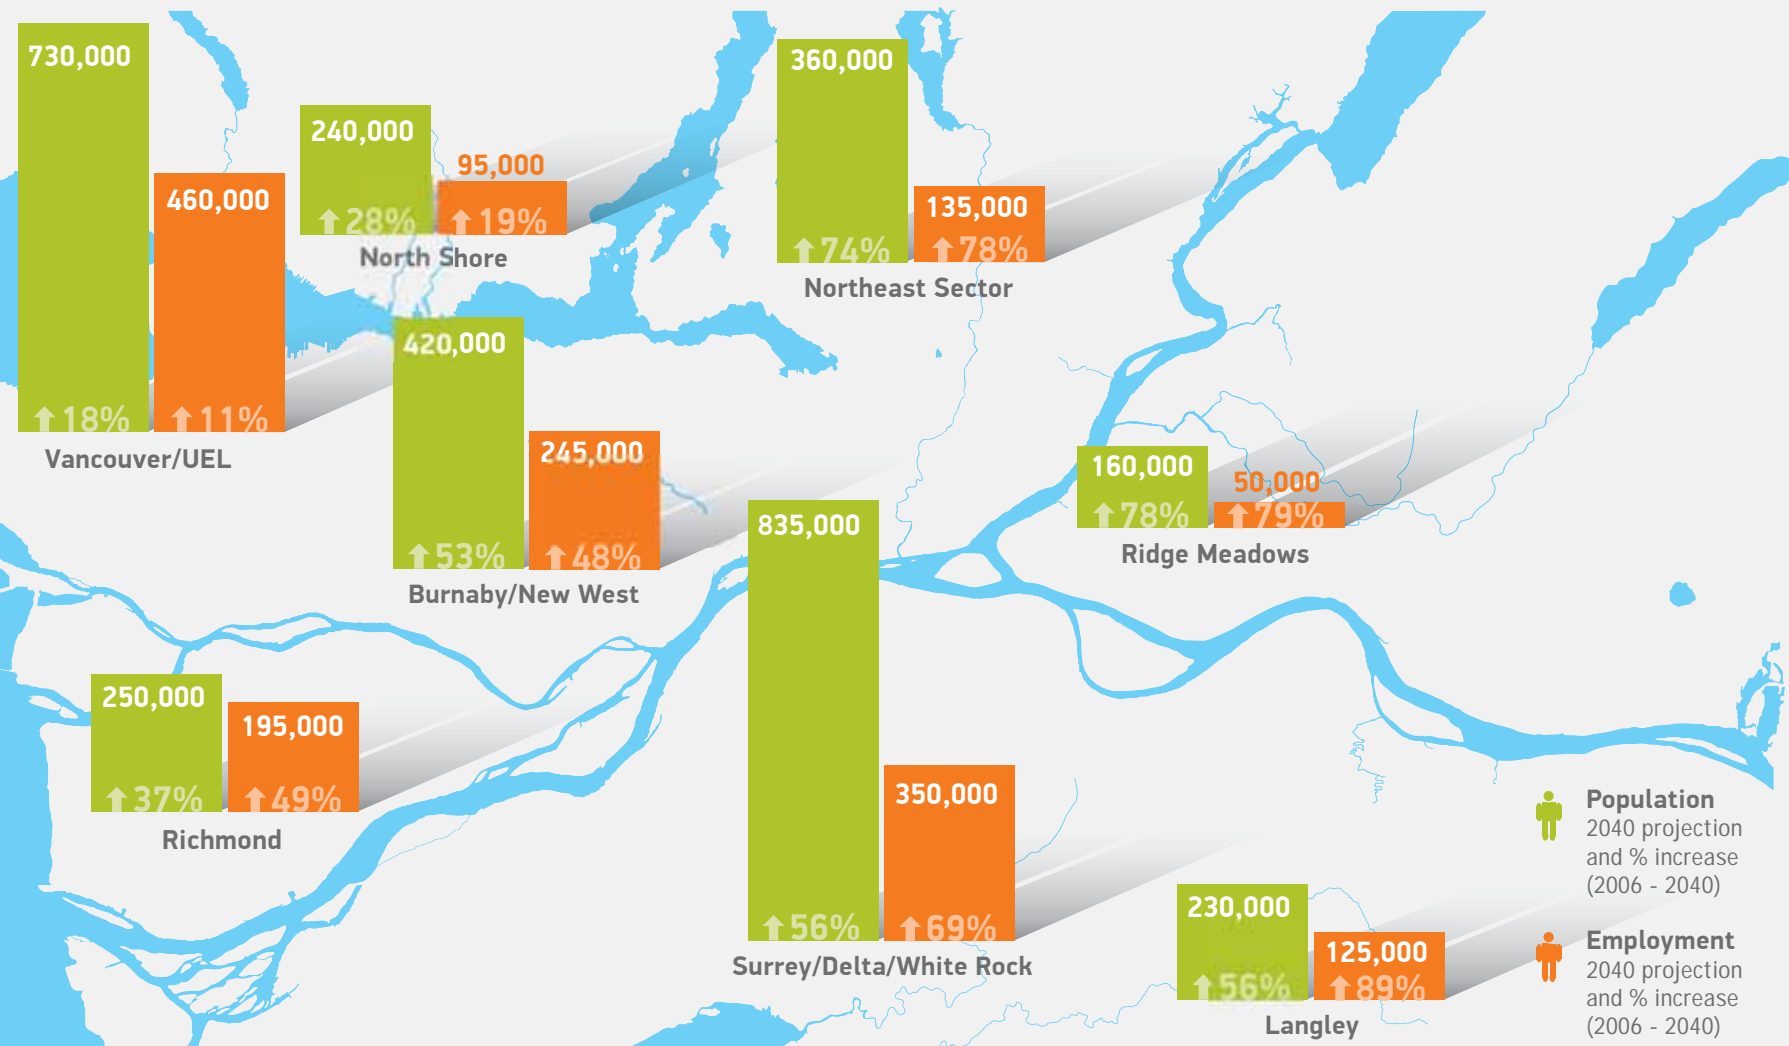 730,000
460,000
18%
11%
Vancouver/UEL
240,000
95,000
28%
19%
North Shore
360,000
135,000
74%
78%
Northeast Sector
420,000
245,000
53%
48%
Burnaby/New West
160,000
50,000
78%
79%
Ridge Meadows
250,000
195,000
37%
49%
Richmond
835,000
350,000
56%
69%
Surrey/Delta/White Rock
230,000
125,000
56%
89%
Langley
Population
2040 projection
and % increase
(2006 - 2040)
Employment
2040 projection
and % increase
(2006 - 2040)